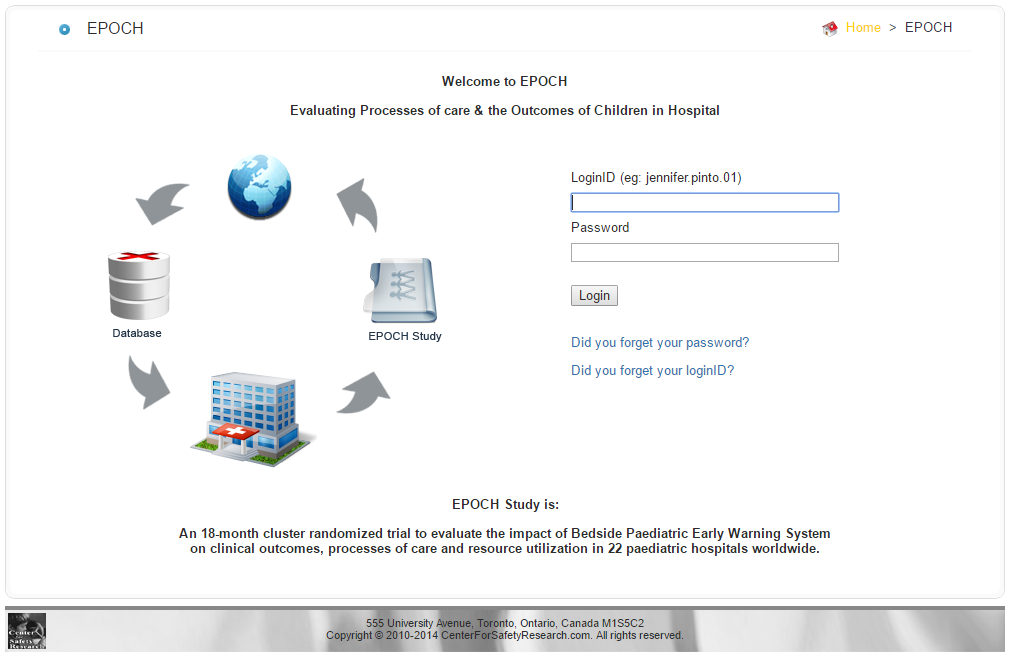 EPOCH
Home > EPOCH
Welcome to EPOCH
Evaluating Processes of care & the Outcomes of Children in Hospital
LoginID (eg: jennifer.pinto.01)
Password
Login
Did you forget your password?
Did you forget your loginID?
Database
EPOCH Study
EPOCH Study is:
An 18-month cluster randomized trial to evaluate the impact of Bedside Paediatric Early Warning System
on clinical outcomes, processes of care and resource utilization in 22 paediatric hospitals worldwide.
Center
for
Safety
Research
555 University Avenue, Toronto, Ontario, Canada M1S5C2
Copyright © 2010-2014 CenterForSafetyResearch.com. All rights reserved.